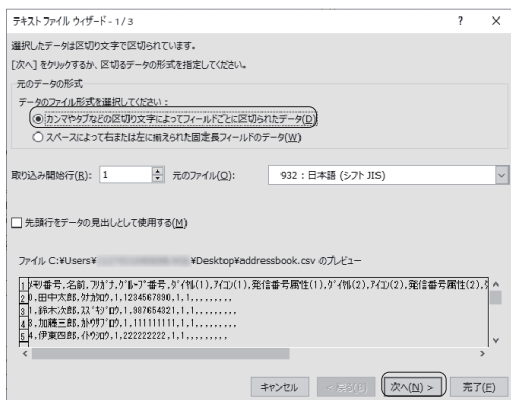 テキスト ファイル ウィザード - 1 / 3
選択したデータは区切り文字で区切られています。
[次へ] をクリックするか、区切るデータの形式を指定してください。
元のデータの形式
データのファイル形式を選択してください：
カンマやタブなどの区切り文字によってフィールドごとに区切られたデータ(D)
スペースによって右または左に揃えられた固定長フィールドのデータ(W)
取り込み開始行(R): 1 元のファイル(O): 932 : 日本語 (シフト JIS)
先頭行をデータの見出しとして使用する(M)
ファイル C:¥Users¥ ¥Desktop¥addressbook.csv のプレビュー
1 メモリ番号,名前,フリガナ,グループ番号,ダイヤル(1),アイコン(1),発信番号属性(1),ダイヤル(2),アイコン(2),発信番号属性(2),
2 0,田中太郎,タナカタロウ,1,1234567890,1,1,,,,,,,,,
3 1,鈴木次郎,スズキジロウ,1,987654321,1,1,,,,,,,,,
4 3,加藤三郎,カトウサブロウ,1,111111111,1,1,,,,,,,,,
5 4,伊東四郎,イトウシロウ,1,222222222,1,1,,,,,,,,,
キャンセル < 戻る(B) 次へ(N) > 完了(F)